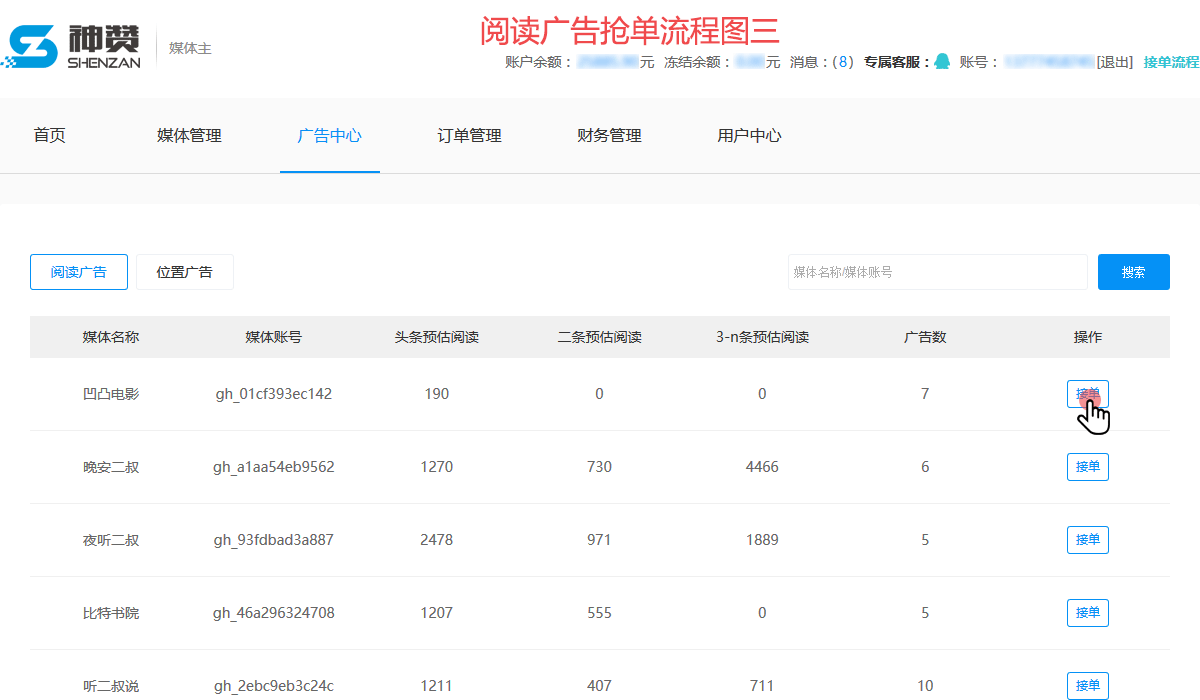 阅读广告抢单流程图三
神赞
SHENZAN
媒体主
账户余额： 元 冻结余额： 元 消息：(8) 专属客服： 账号： [退出] 接单流程
首页 媒体管理 广告中心 订单管理 财务管理 用户中心
阅读广告 位置广告 媒体名称/媒体账号 搜索
媒体名称 媒体账号 头条预估阅读 二条预估阅读 3-n条预估阅读 广告数 操作
凹凸电影 gh_01cf393ec142 190 0 0 7 接单
晚安二叔 gh_a1aa54eb9562 1270 730 4466 6 接单
夜听二叔 gh_93fdbad3a887 2478 971 1889 5 接单
比特书院 gh_46a296324708 1207 555 0 5 接单
听二叔说 gh_2ebc9eb3c24c 1211 407 711 10 接单